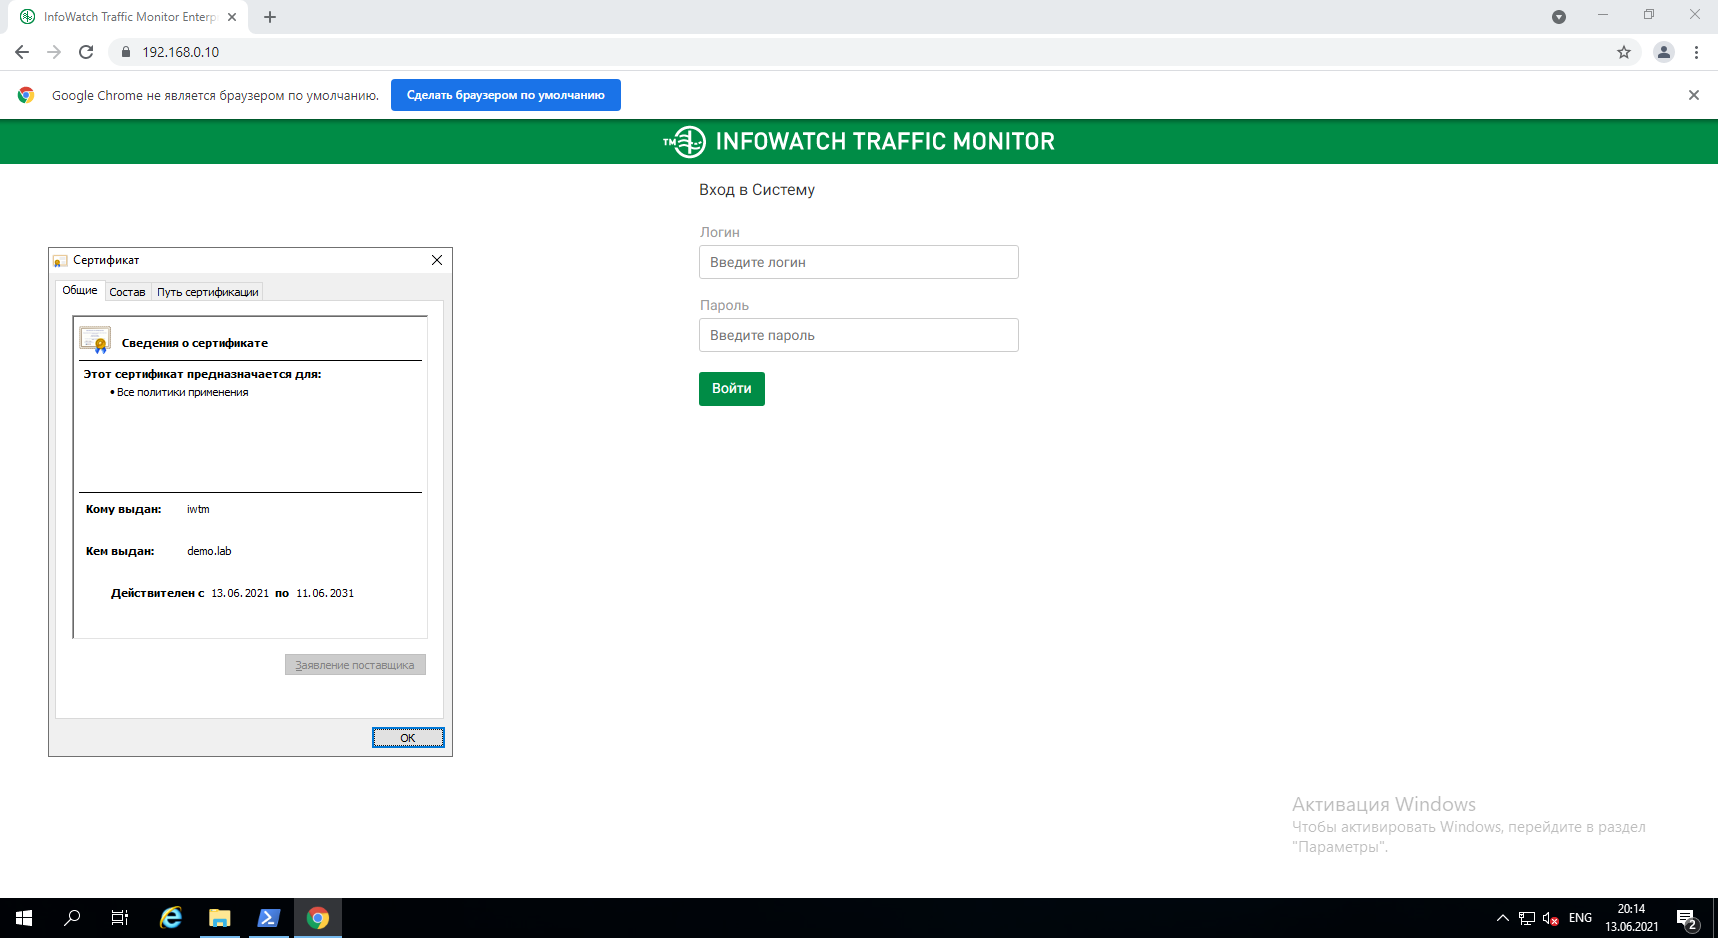 InfoWatch Traffic Monitor Enterp
192.168.0.10
Google Chrome не является браузером по умолчанию.
Сделать браузером по умолчанию
TM INFOWATCH TRAFFIC MONITOR
Вход в Систему
Логин
Введите логин
Пароль
Введите пароль
Войти
Сертификат
Общие Состав Путь сертификации
Сведения о сертификате
Этот сертификат предназначается для:
• Все политики применения
Кому выдан: iwtm
Кем выдан: demo.lab
Действителен с 13.06.2021 по 11.06.2031
Заявление поставщика
ОК
Активация Windows
Чтобы активировать Windows, перейдите в раздел
"Параметры".
ENG
20:14
13.06.2021
2